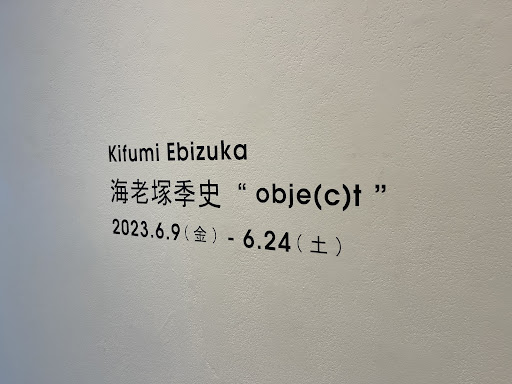 Kifumi Ebizuka
海老塚季史 “ obje(c)t ”
2023.6.9（金）- 6.24（土）